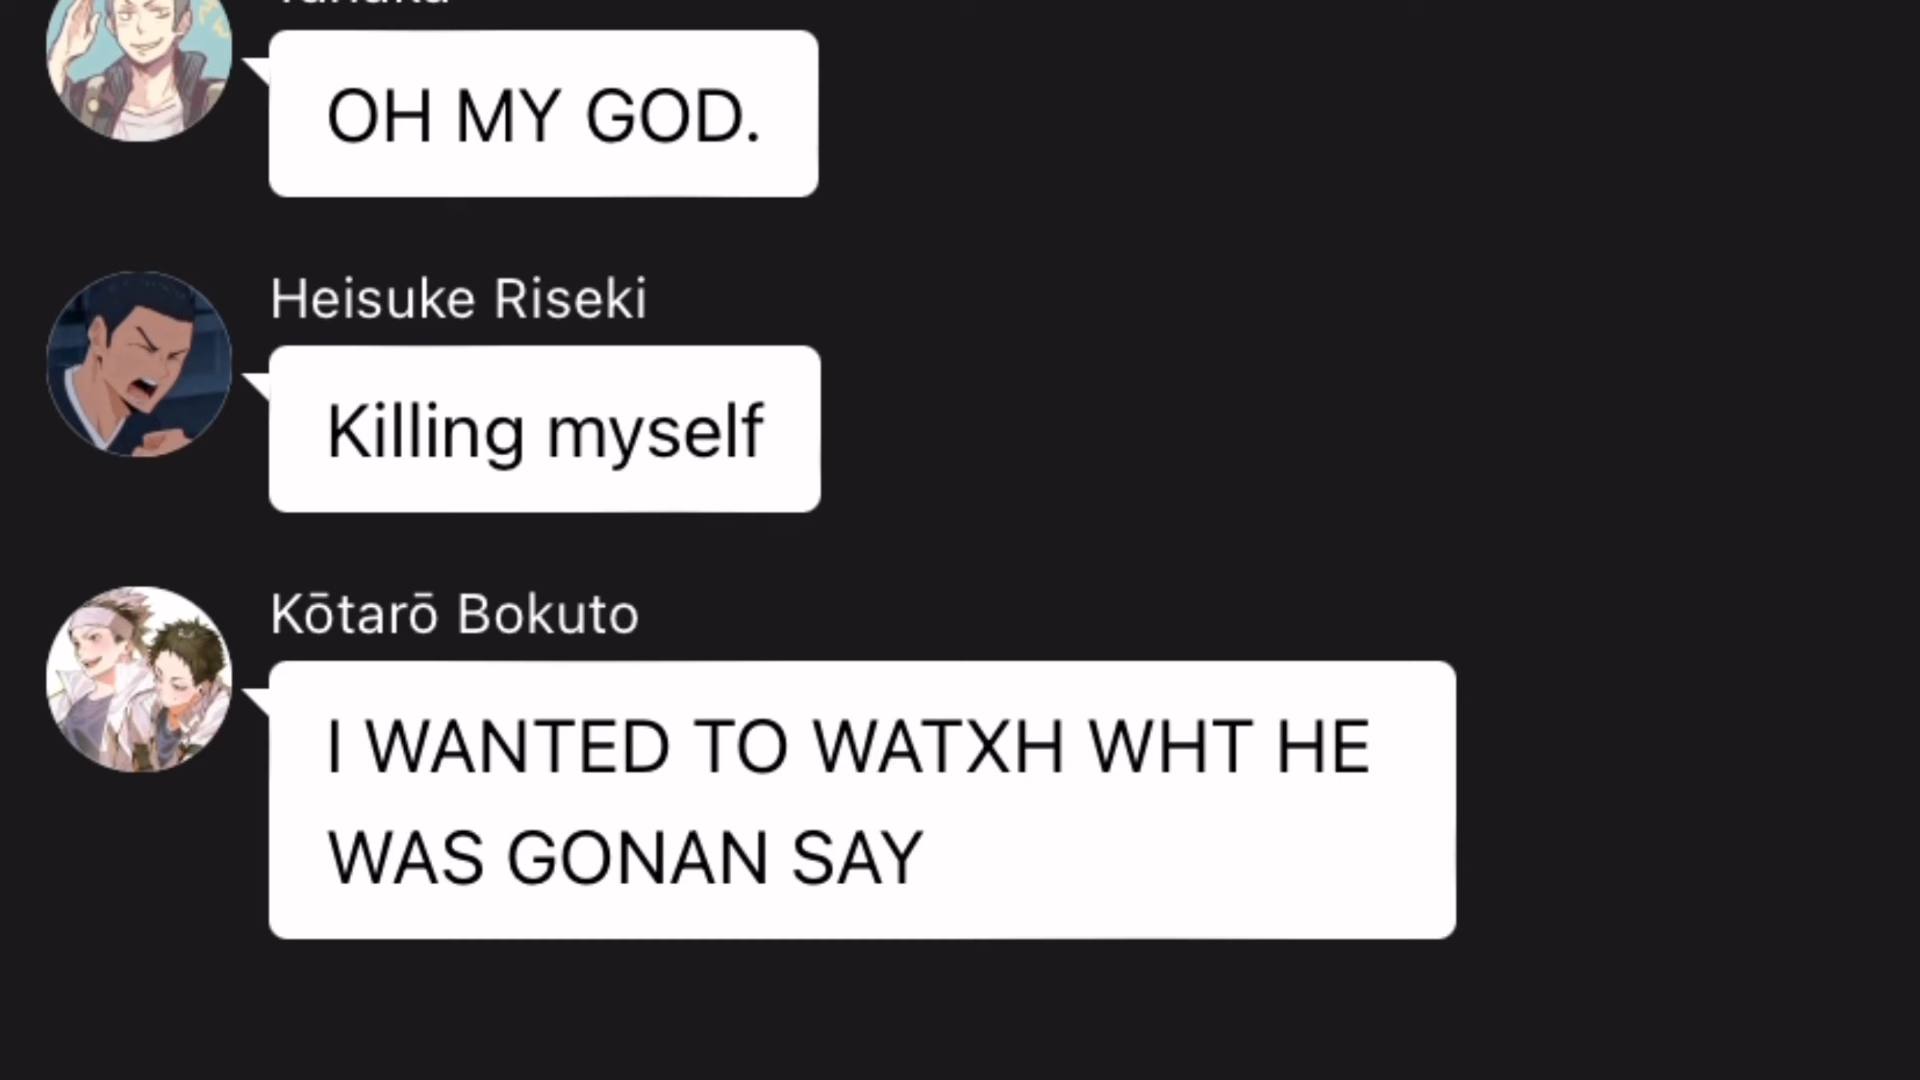 OH MY GOD.
Heisuke Riseki
Killing myself
Kōtarō Bokuto
I WANTED TO WATXH WHT HE
WAS GONAN SAY